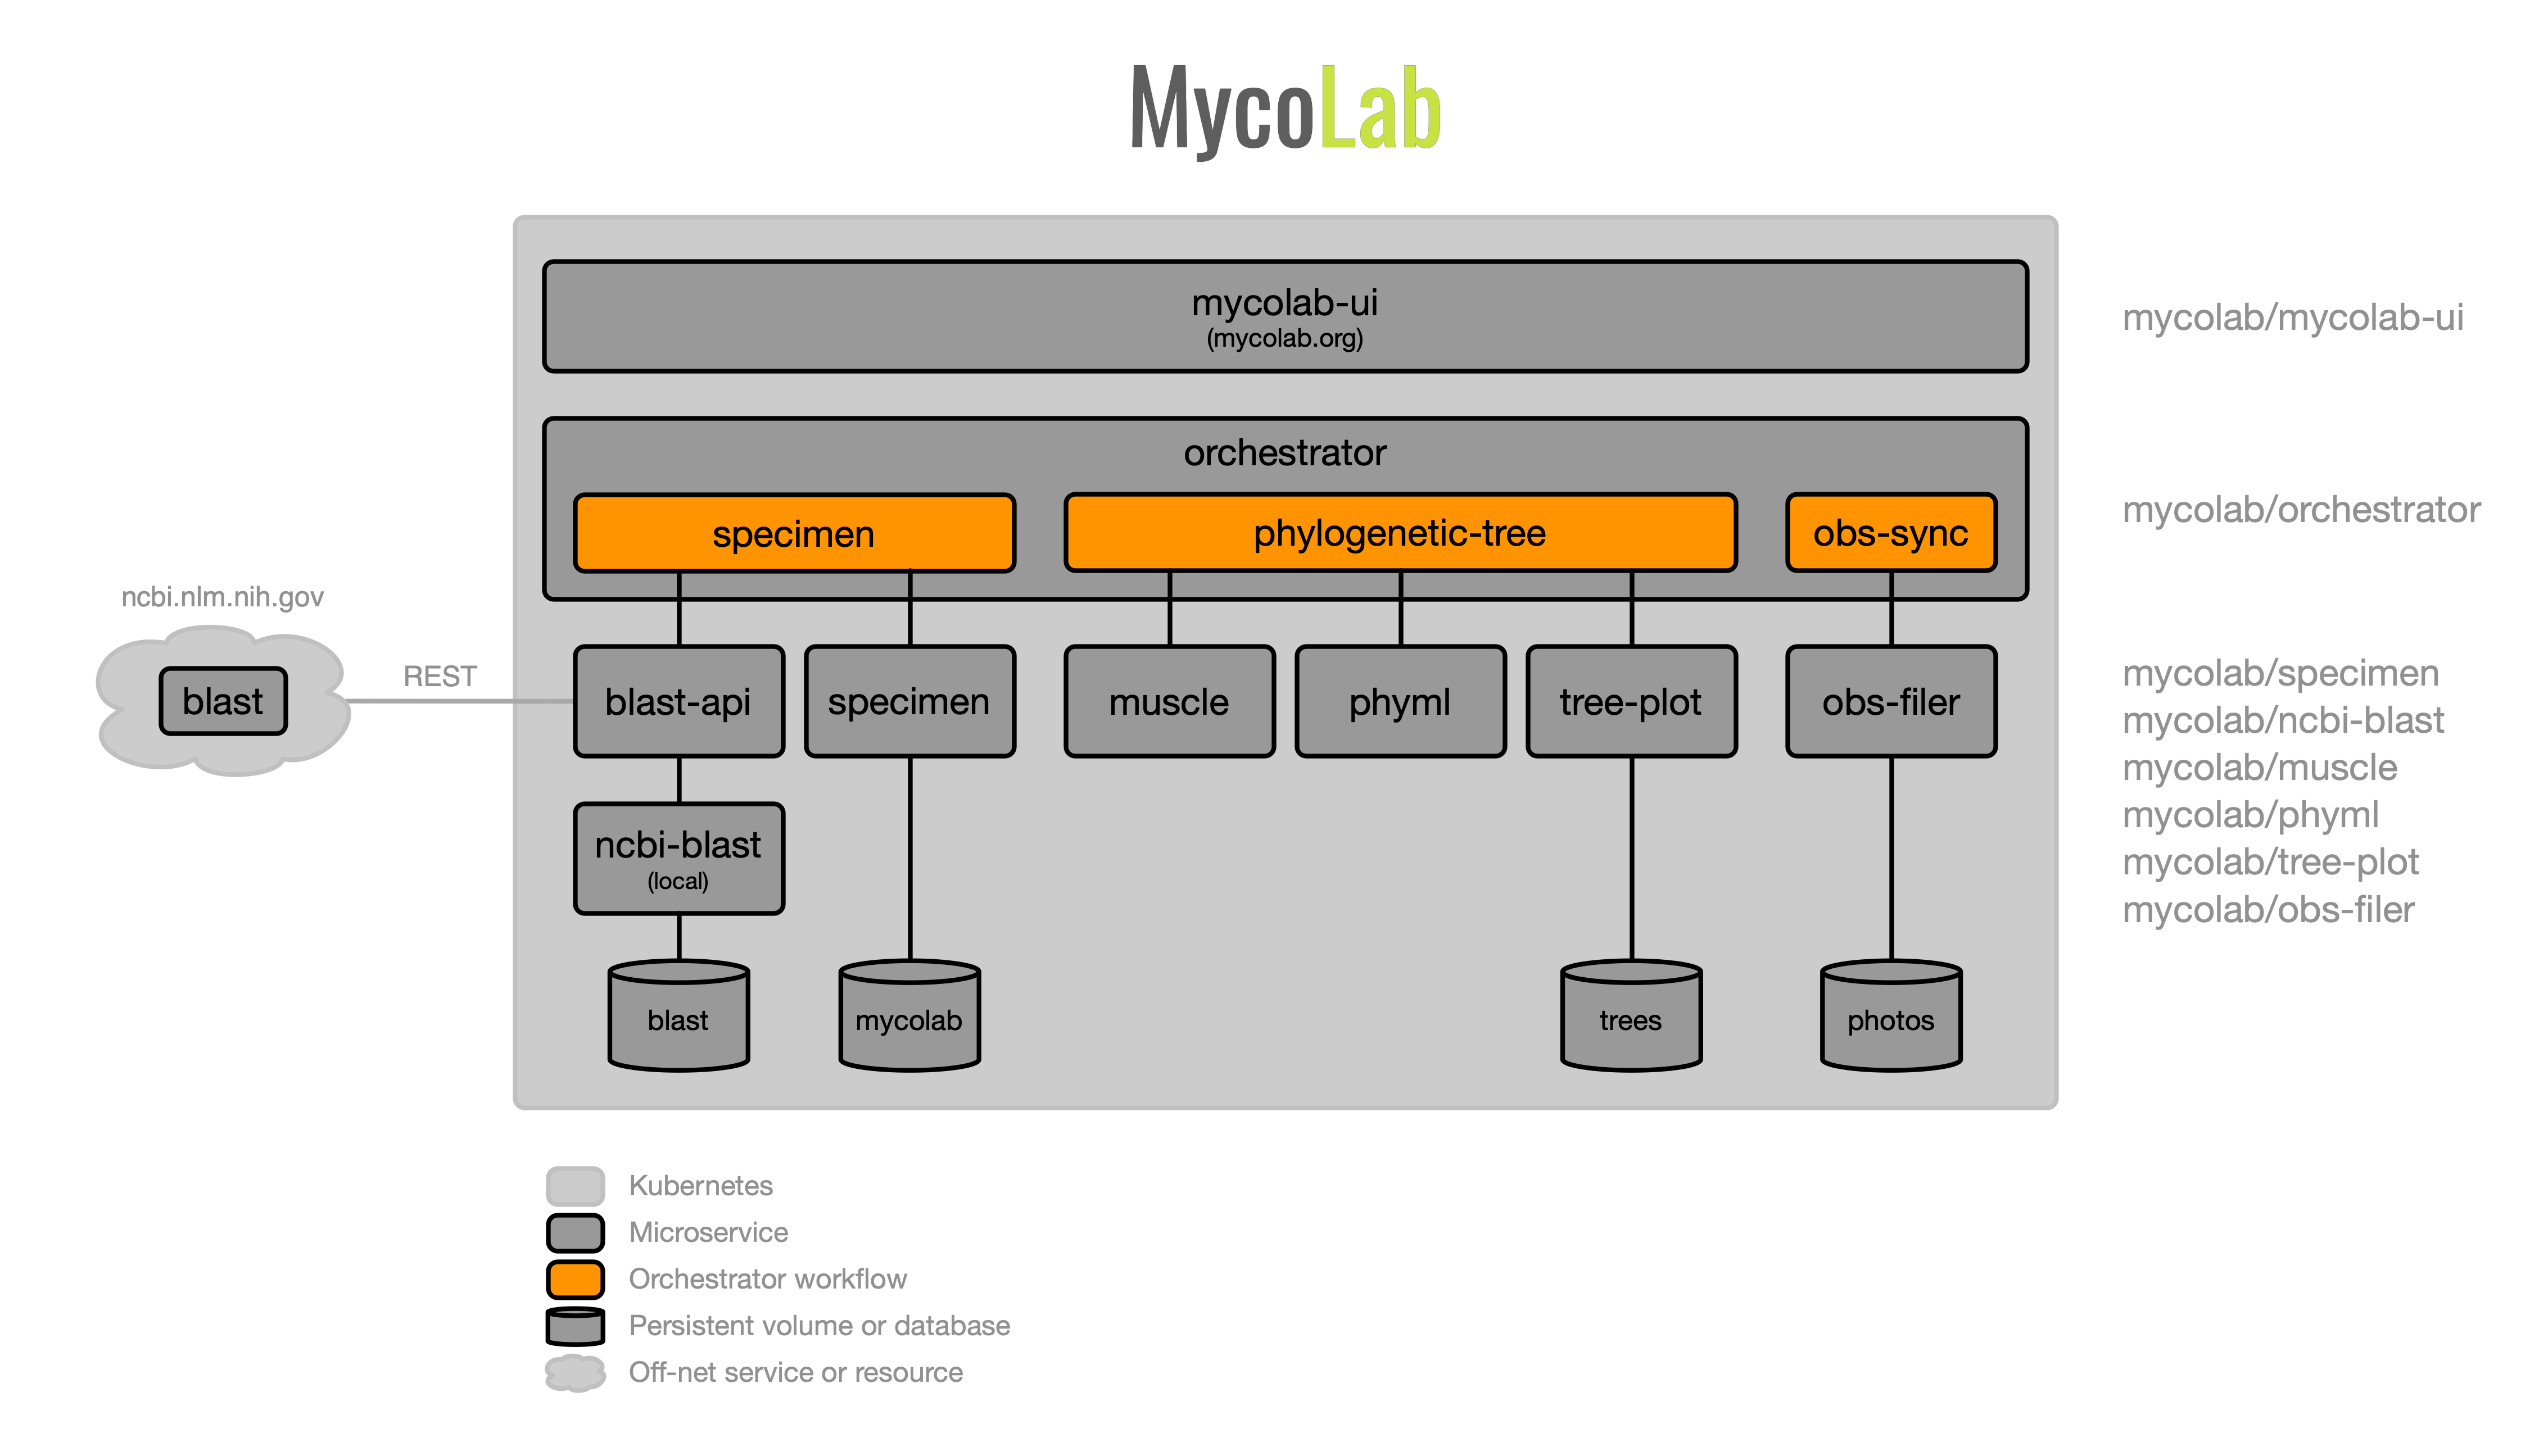 MycoLab
mycolab-ui
(mycolab.org)
mycolab/mycolab-ui
orchestrator
specimen
phylogenetic-tree
obs-sync
mycolab/orchestrator
ncbi.nlm.nih.gov
blast
REST
blast-api
specimen
muscle
phyml
tree-plot
obs-filer
ncbi-blast
(local)
mycolab/specimen
mycolab/ncbi-blast
mycolab/muscle
mycolab/phyml
mycolab/tree-plot
mycolab/obs-filer
blast
mycolab
trees
photos
Kubernetes
Microservice
Orchestrator workflow
Persistent volume or database
Off-net service or resource